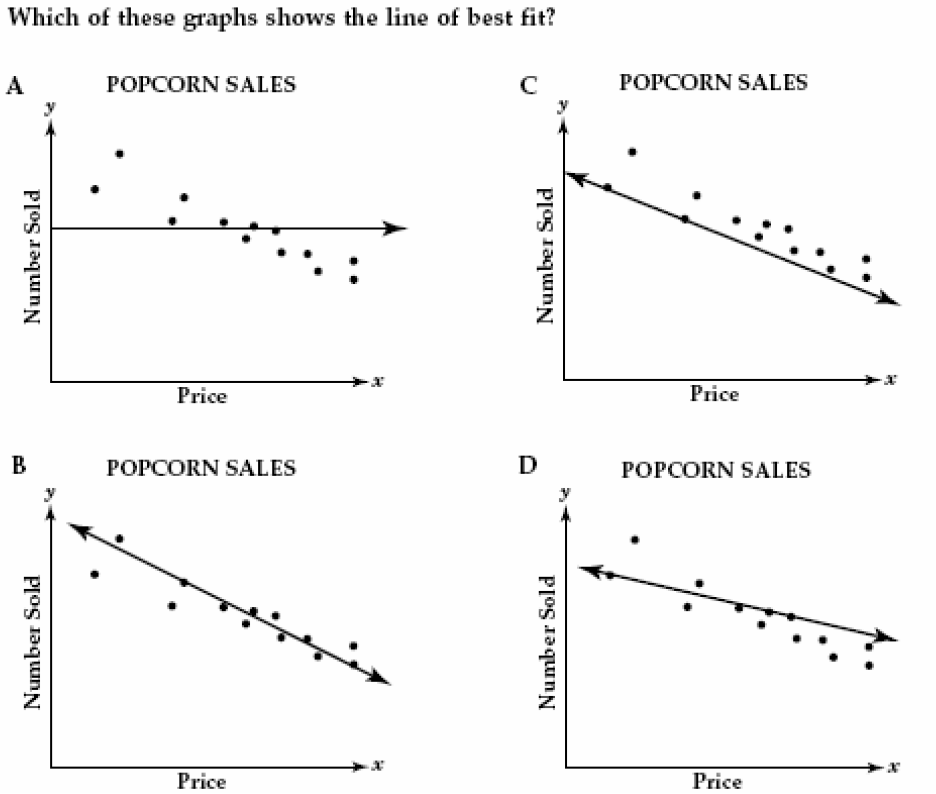 Which of these graphs shows the line of best fit?
A
POPCORN SALES
y
Number Sold
x
Price
C
POPCORN SALES
y
Number Sold
x
Price
B
POPCORN SALES
y
Number Sold
x
Price
D
POPCORN SALES
y
Number Sold
x
Price